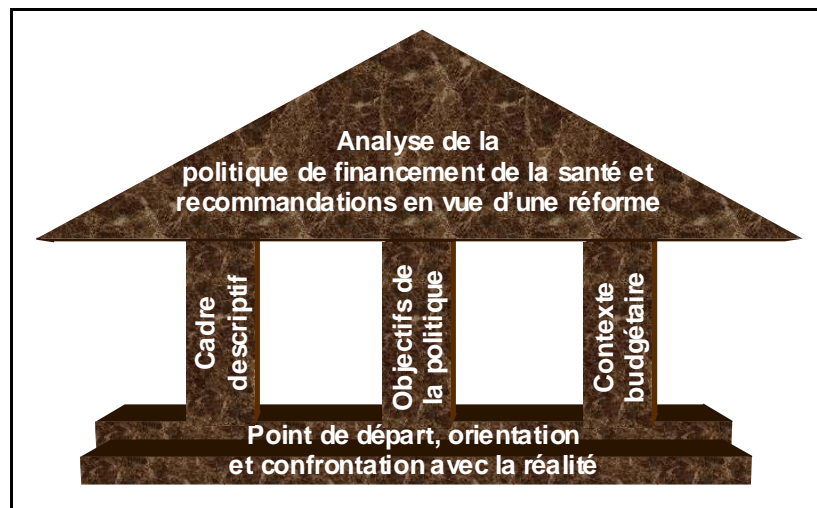 Analyse de la
politique de financement de la santé et
recommandations en vue d'une réforme
Cadre
descriptif
Objectifs de
la politique
Contexte
budgétaire
Point de départ, orientation
et confrontation avec la réalité